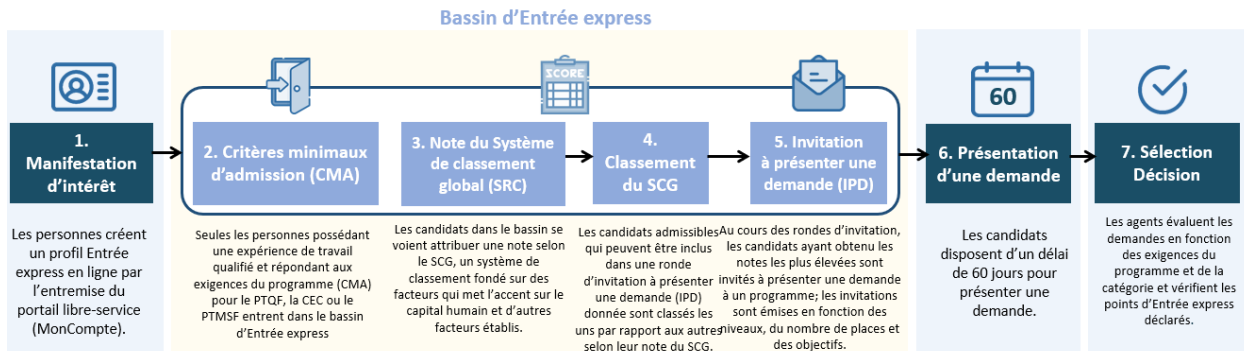 Bassin d'Entrée express
SCORE
60
1.
Manifestation
d'intérêt
2. Critères minimaux
d'admission (CMA)
3. Note du Système
de classement
global (SRC)
4.
Classement
du SCG
5. Invitation
à présenter une
demande (IPD)
6. Présentation
d'une demande
7. Sélection
Décision
Les personnes créent
un profil Entrée
express en ligne par
l'entremise du
portail libre-service
(MonCompte).
Seules les personnes possédant
une expérience de travail
qualifié et répondant aux
exigences du programme (CMA)
pour le PTQF, la CEC ou le
PTMSF entrent dans le bassin
d'Entrée express
Les candidats dans le bassin se
voient attribuer une note selon
le SCG, un système de
classement fondé sur des
facteurs qui met l'accent sur le
capital humain et d'autres
facteurs établis.
Les candidats admissibles
qui peuvent être inclus
dans une ronde
d'invitation à présenter
une demande (IPD)
donnée sont classés les
uns par rapport aux autres
selon leur note du SCG.
Au cours des rondes d'invitation,
les candidats ayant obtenu les
notes les plus élevées sont
invités à présenter une demande
à un programme; les invitations
sont émises en fonction des
niveaux, du nombre de places et
des objectifs.
Les candidats
disposent d'un délai
de 60 jours pour
présenter une
demande.
Les agents évaluent les
demandes en fonction
des exigences du
programme et de la
catégorie et vérifient les
points d'Entrée express
déclarés.